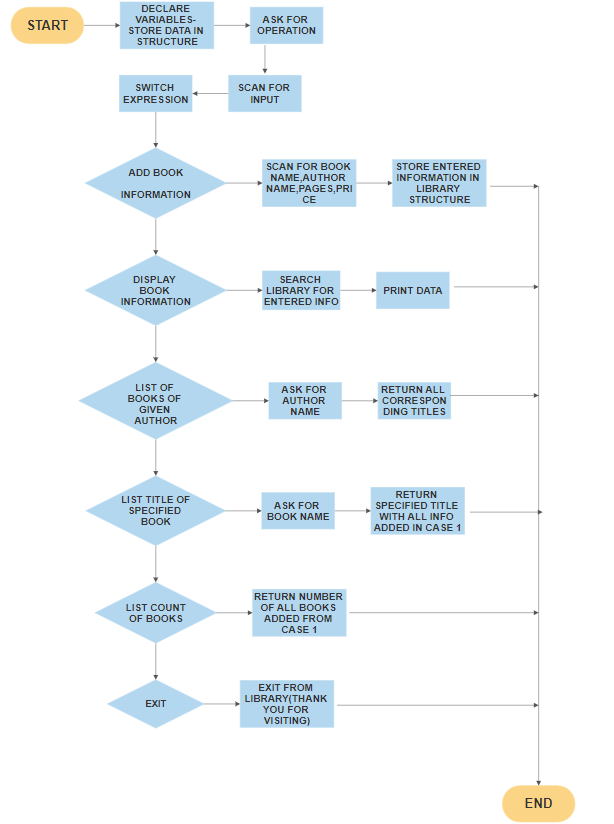 START
DECLARE
VARIABLES-
STORE DATA IN
STRUCTURE
ASK FOR
OPERATION
SWITCH
EXPRESSION
SCAN FOR
INPUT
ADD BOOK
INFORMATION
SCAN FOR BOOK
NAME,AUTHOR
NAME,PAGES,PRI
CE
STORE ENTERED
INFORMATION IN
LIBRARY
STRUCTURE
DISPLAY
BOOK
INFORMATION
SEARCH
LIBRARY FOR
ENTERED INFO
PRINT DATA
LIST OF
BOOKS OF
GIVEN
AUTHOR
ASK FOR
AUTHOR
NAME
RETURN ALL
CORRESPON
DING TITLES
LIST TITLE OF
SPECIFIED
BOOK
ASK FOR
BOOK NAME
RETURN
SPECIFIED TITLE
WITH ALL INFO
ADDED IN CASE 1
LIST COUNT
OF BOOKS
RETURN NUMBER
OF ALL BOOKS
ADDED FROM
CASE 1
EXIT
EXIT FROM
LIBRARY(THANK
YOU FOR
VISITING)
END